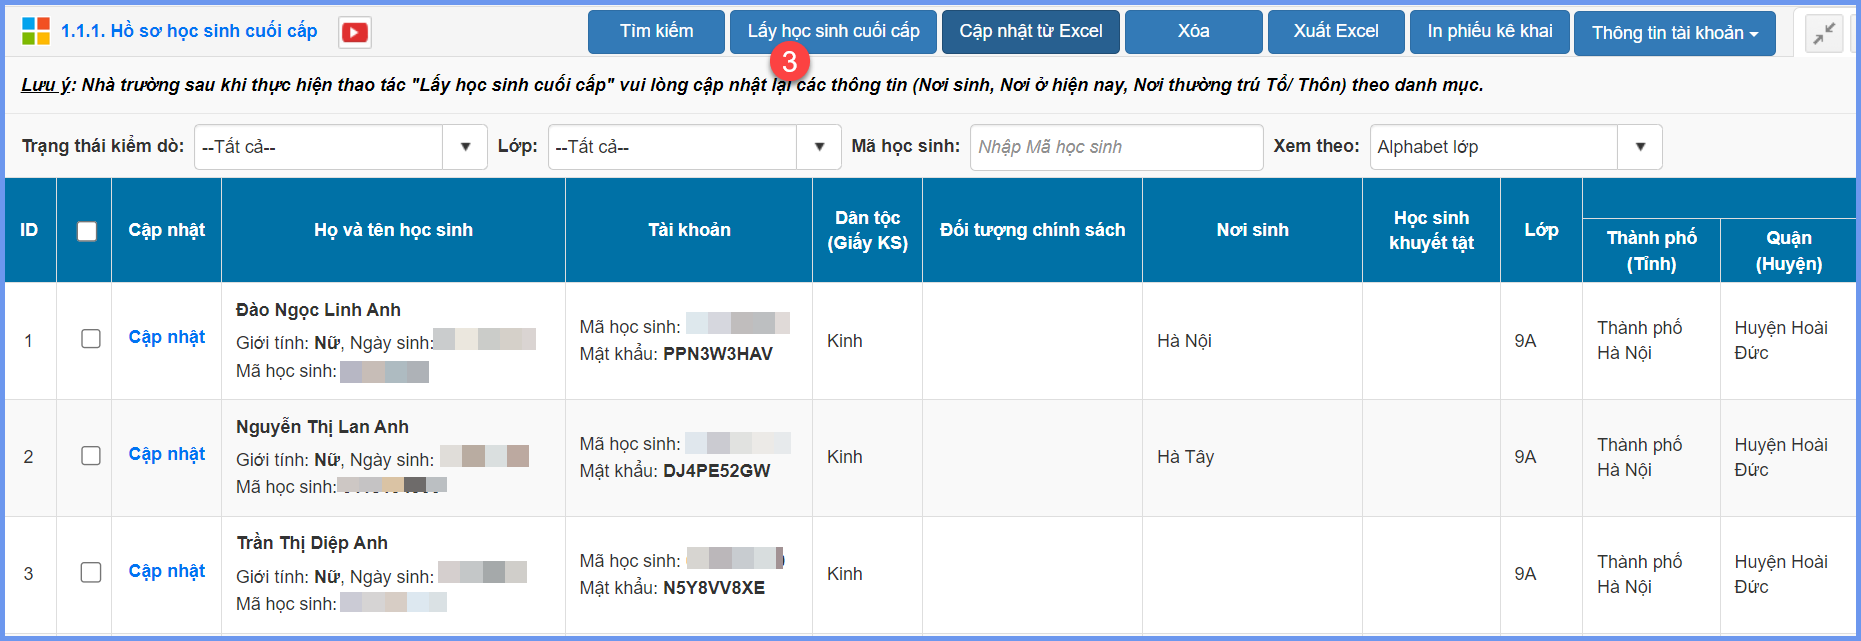 1.1.1. Hồ sơ học sinh cuối cấp
Tìm kiếm
Lấy học sinh cuối cấp
Cập nhật từ Excel
Xóa
Xuất Excel
In phiếu kê khai
Thông tin tài khoản
3
Lưu ý: Nhà trường sau khi thực hiện thao tác "Lấy học sinh cuối cấp" vui lòng cập nhật lại các thông tin (Nơi sinh, Nơi ở hiện nay, Nơi thường trú Tổ/ Thôn) theo danh mục.
Trạng thái kiểm dò: --Tất cả-- Lớp: --Tất cả-- Mã học sinh: Nhập Mã học sinh Xem theo: Alphabet lớp
ID
Cập nhật
Họ và tên học sinh
Tài khoản
Dân tộc
(Giấy KS)
Đối tượng chính sách
Nơi sinh
Học sinh
khuyết tật
Lớp
Thành phố
(Tỉnh)
Quận
(Huyện)
1
Cập nhật
Đào Ngọc Linh Anh
Giới tính: Nữ, Ngày sinh:
Mã học sinh:
Mã học sinh:
Mật khẩu: PPN3W3HAV
Kinh
Hà Nội
9A
Thành phố
Hà Nội
Huyện Hoài
Đức
2
Cập nhật
Nguyễn Thị Lan Anh
Giới tính: Nữ, Ngày sinh:
Mã học sinh:
Mã học sinh:
Mật khẩu: DJ4PE52GW
Kinh
Hà Tây
9A
Thành phố
Hà Nội
Huyện Hoài
Đức
3
Cập nhật
Trần Thị Diệp Anh
Giới tính: Nữ, Ngày sinh:
Mã học sinh:
Mã học sinh:
Mật khẩu: N5Y8VV8XE
Kinh
9A
Thành phố
Hà Nội
Huyện Hoài
Đức